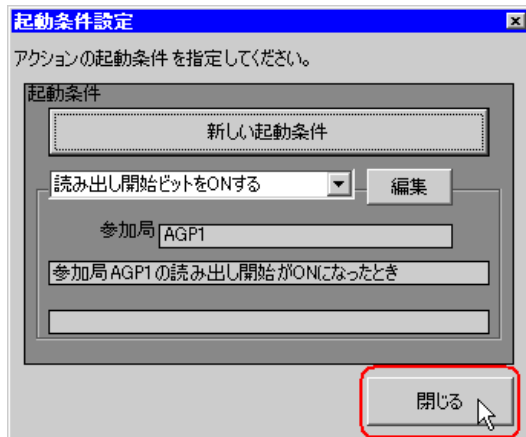 起動条件設定
アクションの起動条件を指定してください。
起動条件
新しい起動条件
読み出し開始ビットをONする
編集
参加局 AGP1
参加局AGP1の読み出し開始がONになったとき
閉じる